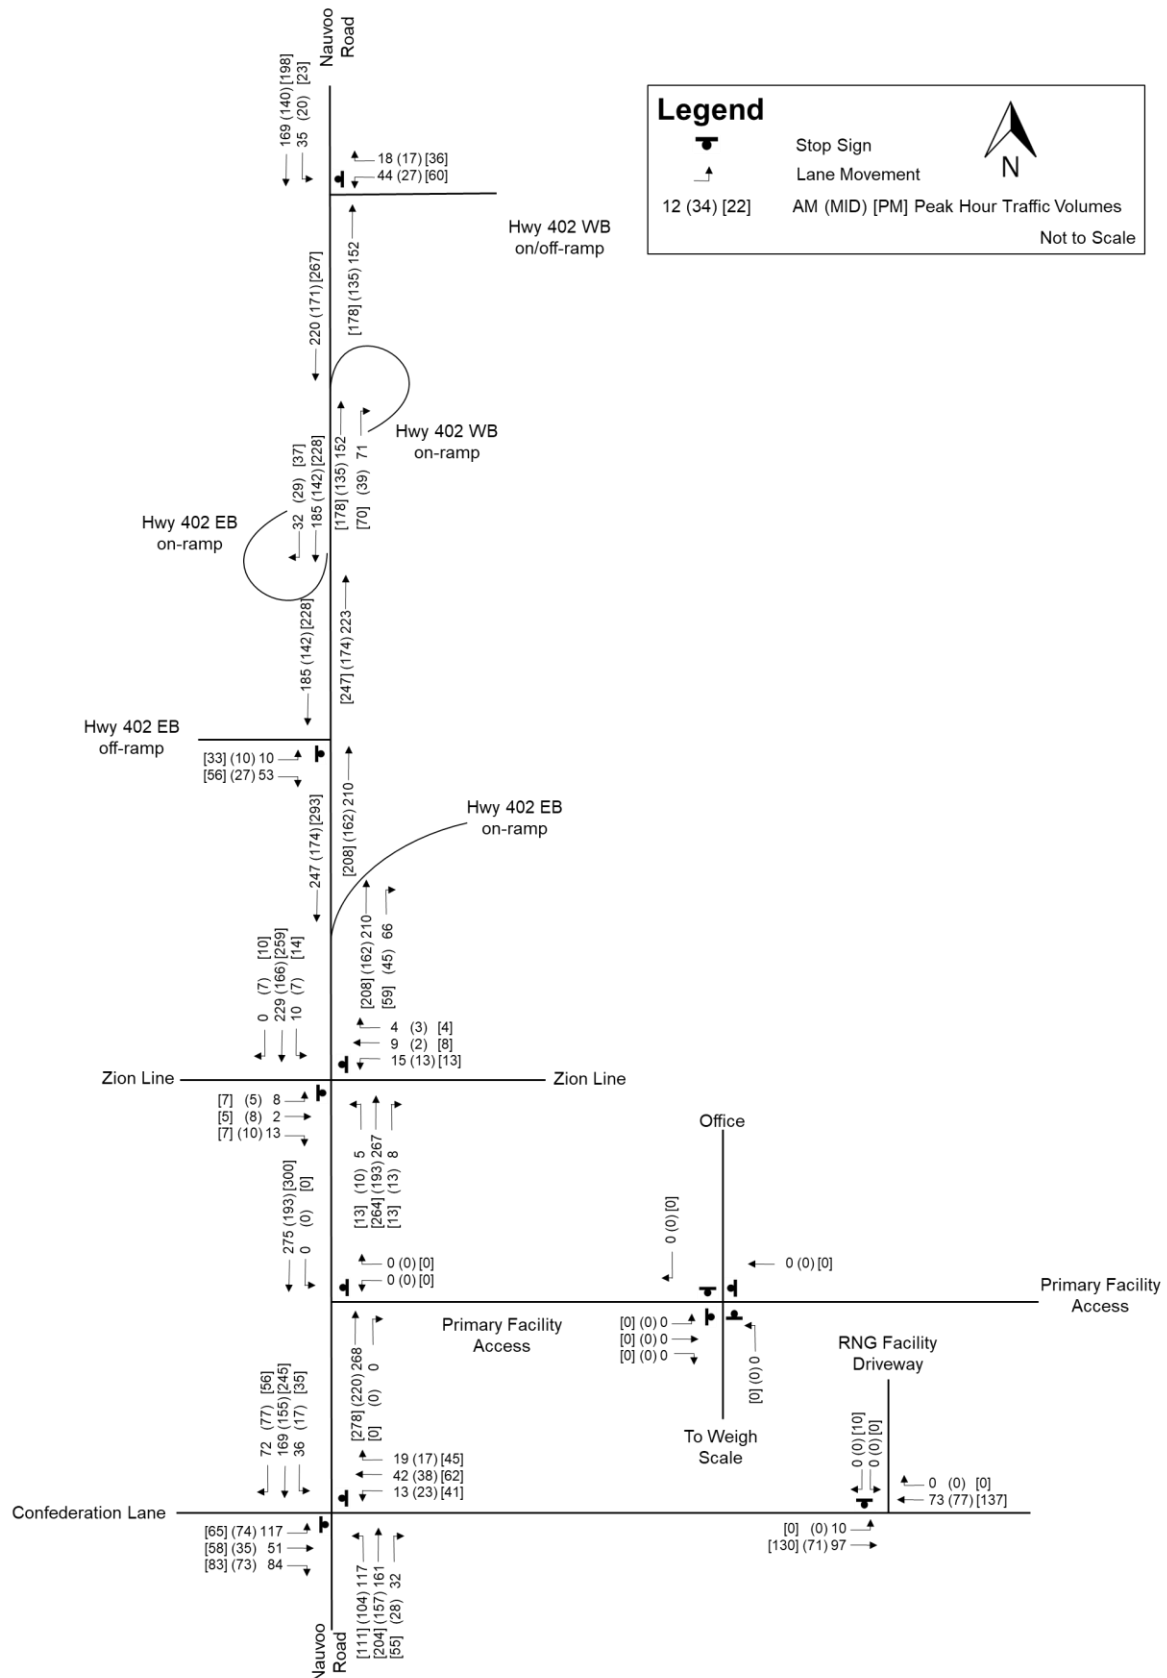 Nauvoo
Road
169 (140) [198]
35 (20) [23]
18 (17) [36]
44 (27) [60]
Legend
Stop Sign
Lane Movement
12 (34) [22] AM (MID) [PM] Peak Hour Traffic Volumes
Not to Scale
N
Hwy 402 WB
on/off-ramp
220 (171) [267]
[178] (135) 152
Hwy 402 WB
on-ramp
32 (29) [37]
185 (142) [228]
[178] (135) 152
[70] (39) 71
Hwy 402 EB
on-ramp
185 (142) [228]
[247] (174) 223
Hwy 402 EB
off-ramp
[33] (10) 10
[56] (27) 53
247 (174) [293]
[208] (162) 210
Hwy 402 EB
on-ramp
[208] (162) 210
[59] (45) 66
0 (7) [10]
229 (166) [259]
10 (7) [14]
4 (3) [4]
9 (2) [8]
15 (13) [13]
Zion Line
Zion Line
[7] (5) 8
[5] (8) 2
[7] (10) 13
[13] (10) 5
[264] (193) 267
[13] (13) 8
275 (193) [300]
0 (0) [0]
0 (0) [0]
0 (0) [0]
Office
0 (0) [0]
0 (0) [0]
Primary Facility
Access
Primary Facility
Access
[0] (0) 0
[0] (0) 0
[0] (0) 0
[0] (0) 0
To Weigh
Scale
RNG Facility
Driveway
0 (0) [10]
0 (0) [0]
0 (0) [0]
73 (77) [137]
[0] (0) 10
[130] (71) 97
[278] (220) 268
[0] (0) 0
72 (77) [56]
169 (155) [245]
36 (17) [35]
19 (17) [45]
42 (38) [62]
13 (23) [41]
Confederation Lane
[65] (74) 117
[58] (35) 51
[83] (73) 84
[111] (104) 117
[204] (157) 161
[55] (28) 32
Nauvoo
Road